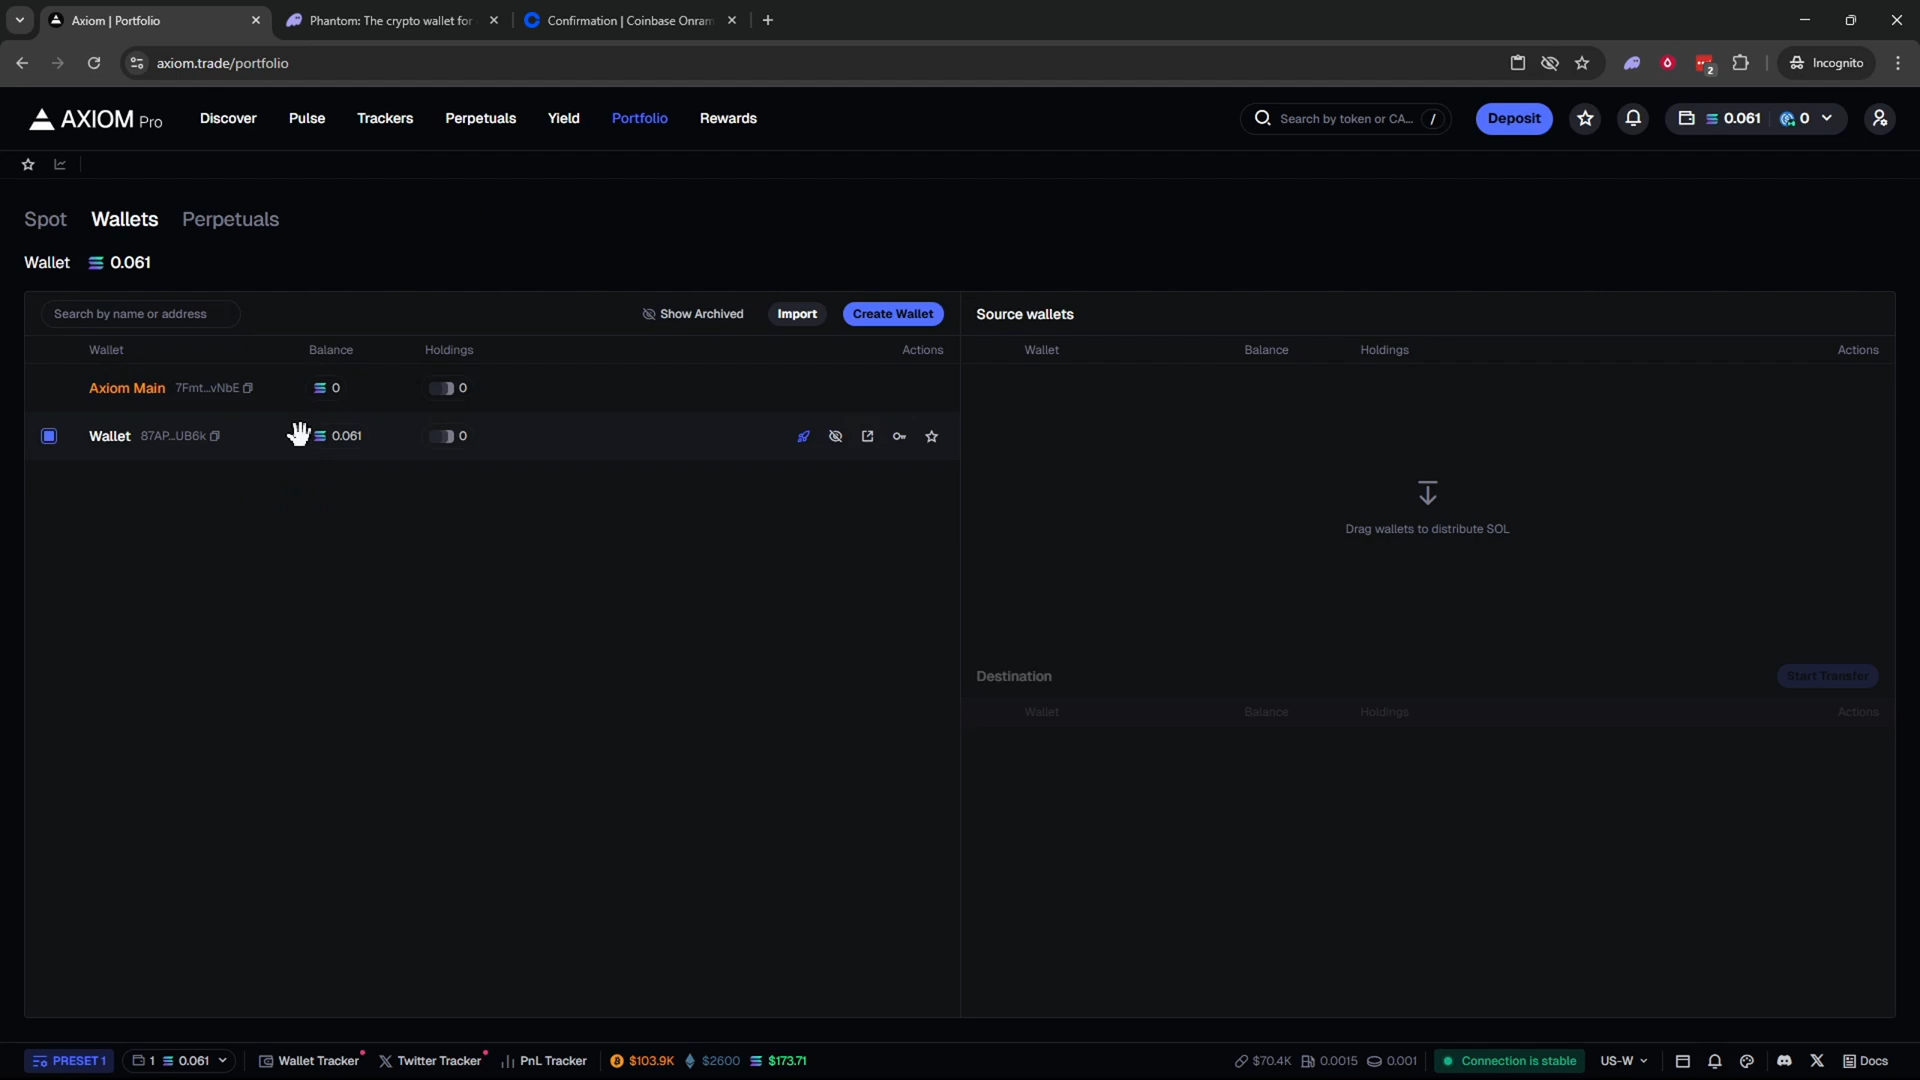 Axiom | Portfolio
Phantom: The crypto wallet for
Confirmation | Coinbase Onram
axiom.trade/portfolio
2
Incognito
AXIOM Pro
Discover
Pulse
Trackers
Perpetuals
Yield
Portfolio
Rewards
Search by token or CA...
/
Deposit
0.061
0
Spot
Wallets
Perpetuals
Wallet
0.061
Search by name or address
Show Archived
Import
Create Wallet
Source wallets
Wallet
Balance
Holdings
Actions
Wallet
Balance
Holdings
Actions
Axiom Main 7Fmt...vNbE
0
0
Wallet 87AP...UB6k
0.061
0
Drag wallets to distribute SOL
Destination
Start Transfer
Wallet
Balance
Holdings
Actions
PRESET 1
1
0.061
Wallet Tracker
Twitter Tracker
PnL Tracker
$103.9K
$2600
$173.71
$70.4K
0.0015
0.001
Connection is stable
US-W
Docs